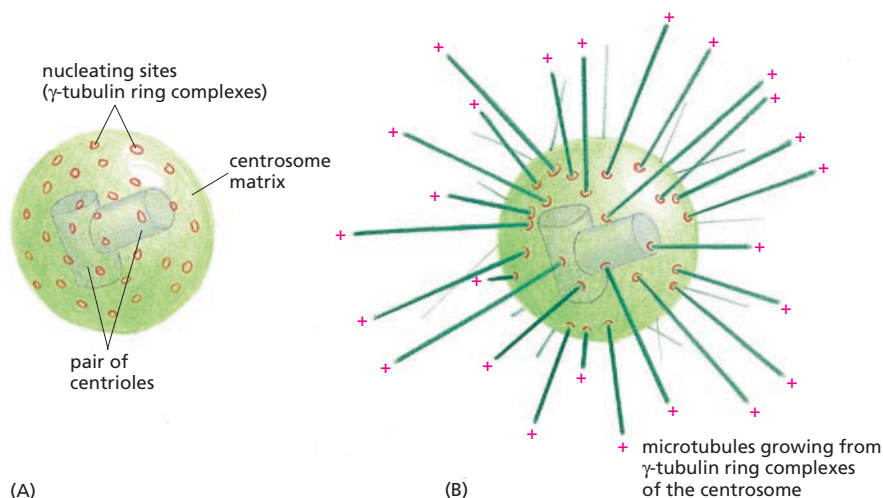 nucleating sites
(γ-tubulin ring complexes)
centrosome
matrix
pair of
centrioles
(A)
+ + + + + + + + + + + + + + + + + + + + + + + +
+ microtubules growing from
γ-tubulin ring complexes
of the centrosome
(B)